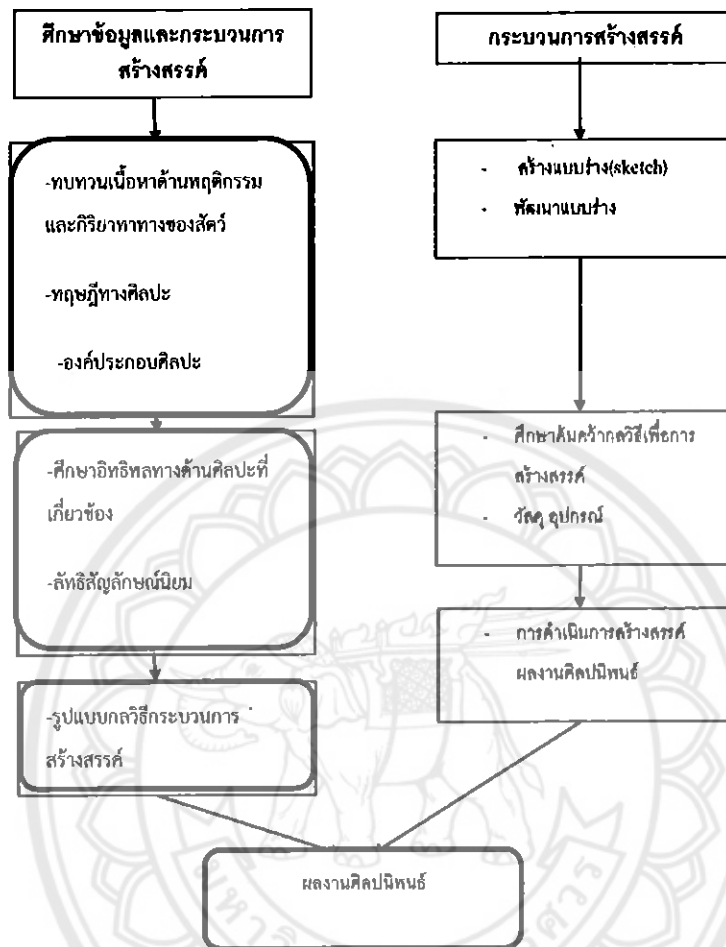 ศึกษาข้อมูลและกระบวนการ
สร้างสรรค์
-ทบทวนเนื้อหาด้านพฤติกรรม
และกิริยาทาทางของสัตว์
-ทฤษฎีทางศิลปะ
-องค์ประกอบศิลปะ
-ศึกษาอิทธิพลทางด้านศิลปะที่
เกี่ยวข้อง
-ลัทธิสัญลักษณ์นิยม
-รูปแบบกลวิธีกระบวนการ
สร้างสรรค์
กระบวนการสร้างสรรค์
- สร้างแบบร่าง(sketch)
- พัฒนาแบบร่าง
- ศึกษาค้นคว้ากลวิธีเพื่อการ
สร้างสรรค์
- วัสดุ อุปกรณ์
- การดำเนินการสร้างสรรค์
ผลงานศิลปนิพนธ์
ผลงานศิลปนิพนธ์